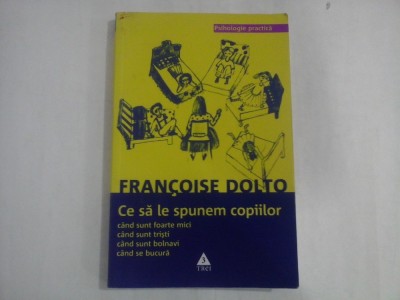 Psihologie practică
FRANÇOISE DOLTO
Ce să le spunem copiilor
când sunt foarte mici
când sunt triști
când sunt bolnavi
când se bucură
3
TREI